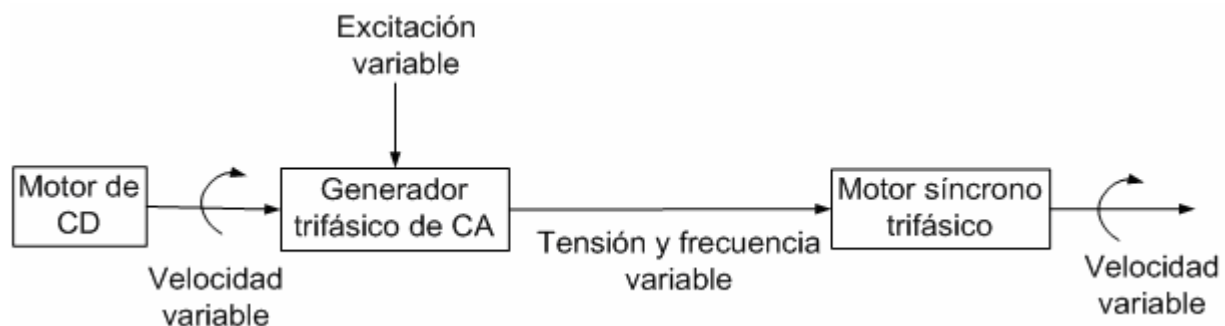 Excitación
variable
Motor de
CD
Generador
trifásico de CA
Motor síncrono
trifásico
Velocidad
variable
Tensión y frecuencia
variable
Velocidad
variable